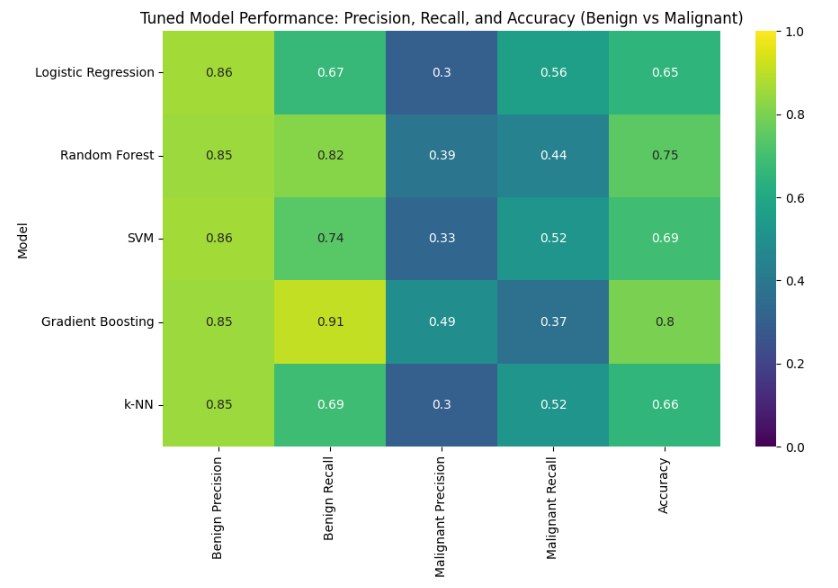 Tuned Model Performance: Precision, Recall, and Accuracy (Benign vs Malignant)
Model
Logistic Regression 0.86 0.67 0.3 0.56 0.65
Random Forest 0.85 0.82 0.39 0.44 0.75
SVM 0.86 0.74 0.33 0.52 0.69
Gradient Boosting 0.85 0.91 0.49 0.37 0.8
k-NN 0.85 0.69 0.3 0.52 0.66
Benign Precision
Benign Recall
Malignant Precision
Malignant Recall
Accuracy
1.0
0.8
0.6
0.4
0.2
0.0